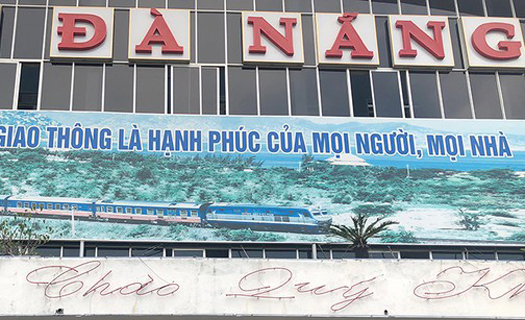 ĐÀ NẴNG
GIAO THÔNG LÀ HẠNH PHÚC CỦA MỌI NGƯỜI, MỌI NHÀ
Chào Quý